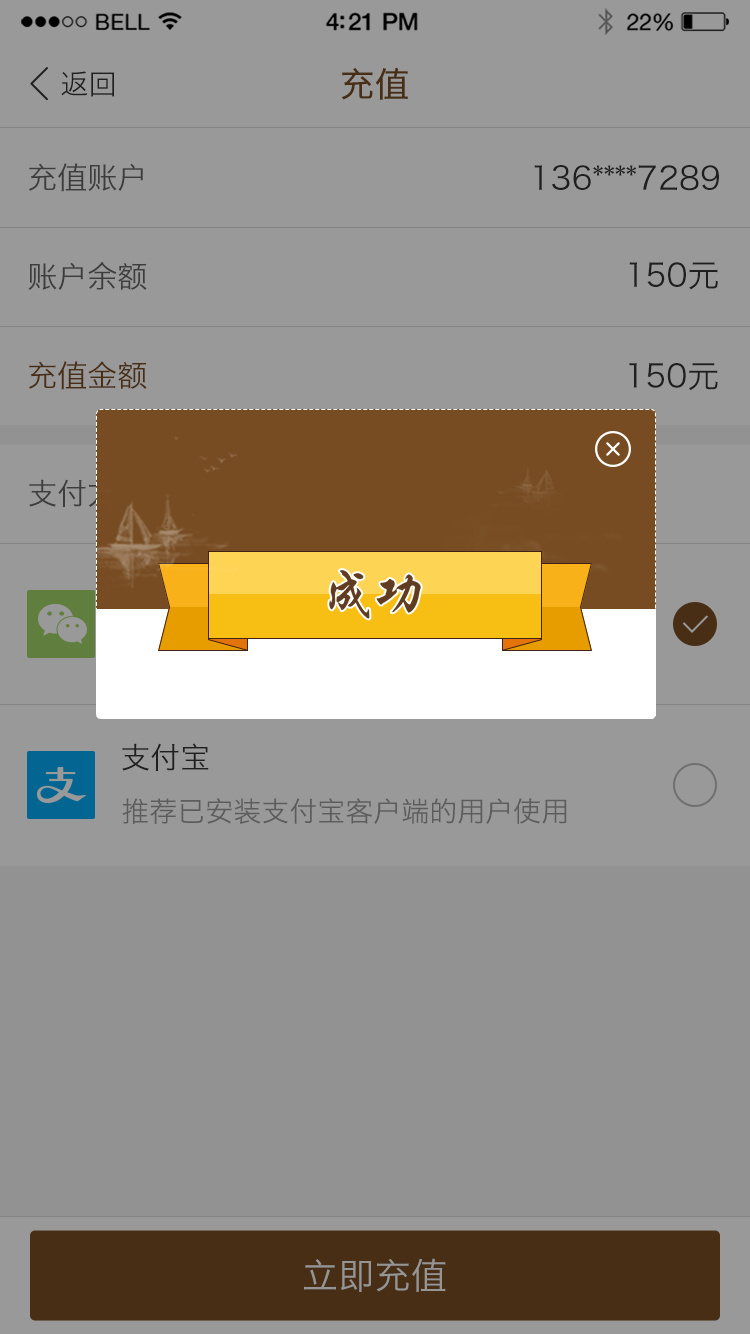 BELL 4:21 PM 22%
返回 充值
充值账户 136****7289
账户余额 150元
充值金额 150元
支付
成功
支付宝
推荐已安装支付宝客户端的用户使用
立即充值